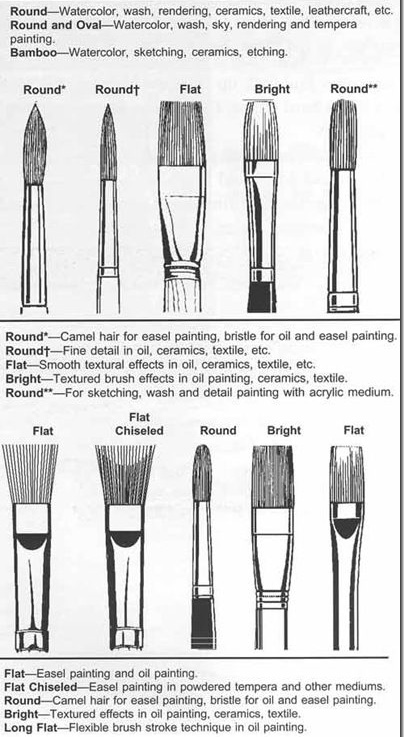 Round—Watercolor, wash, rendering, ceramics, textile, leathercraft, etc.
Round and Oval—Watercolor, wash, sky, rendering and tempera
painting.
Bamboo—Watercolor, sketching, ceramics, etching.
Round* Round† Flat Bright Round**
Round*—Camel hair for easel painting, bristle for oil and easel painting.
Round†—Fine detail in oil, ceramics, textile, etc.
Flat—Smooth textural effects in oil, ceramics, textile, etc.
Bright—Textured brush effects in oil painting, ceramics, textile.
Round**—For sketching, wash and detail painting with acrylic medium.
Flat Flat Chiseled Round Bright Flat
Flat—Easel painting and oil painting.
Flat Chiseled—Easel painting in powdered tempera and other mediums.
Round—Camel hair for easel painting, bristle for oil and easel painting.
Bright—Textured effects in oil painting, ceramics, textile.
Long Flat—Flexible brush stroke technique in oil painting.